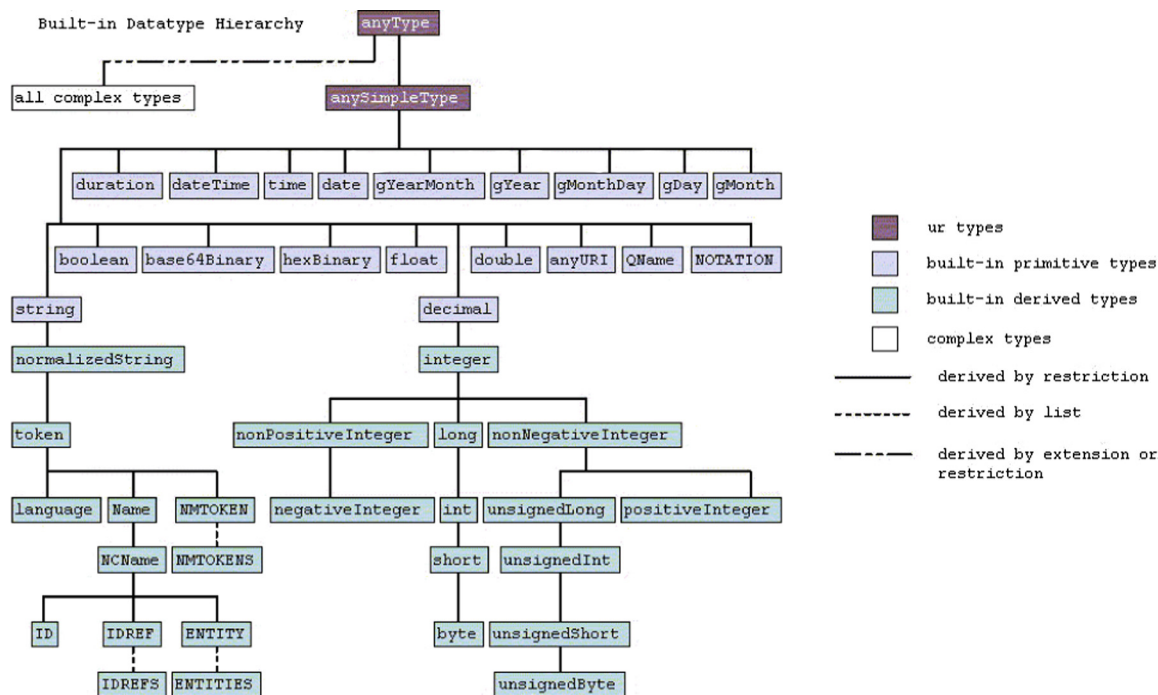 Built-in Datatype Hierarchy
anyType
all complex types
anySimpleType
duration
dateTime
time
date
gYearMonth
gYear
gMonthDay
gDay
gMonth
boolean
base64Binary
hexBinary
float
double
anyURI
QName
NOTATION
string
decimal
normalizedString
integer
token
nonPositiveInteger
long
nonNegativeInteger
language
Name
NMTOKEN
negativeInteger
int
unsignedLong
positiveInteger
NCName
NMTOKENS
short
unsignedInt
ID
IDREF
ENTITY
byte
unsignedShort
IDREFS
ENTITIES
unsignedByte
ur types
built-in primitive types
built-in derived types
complex types
derived by restriction
derived by list
derived by extension or
restriction